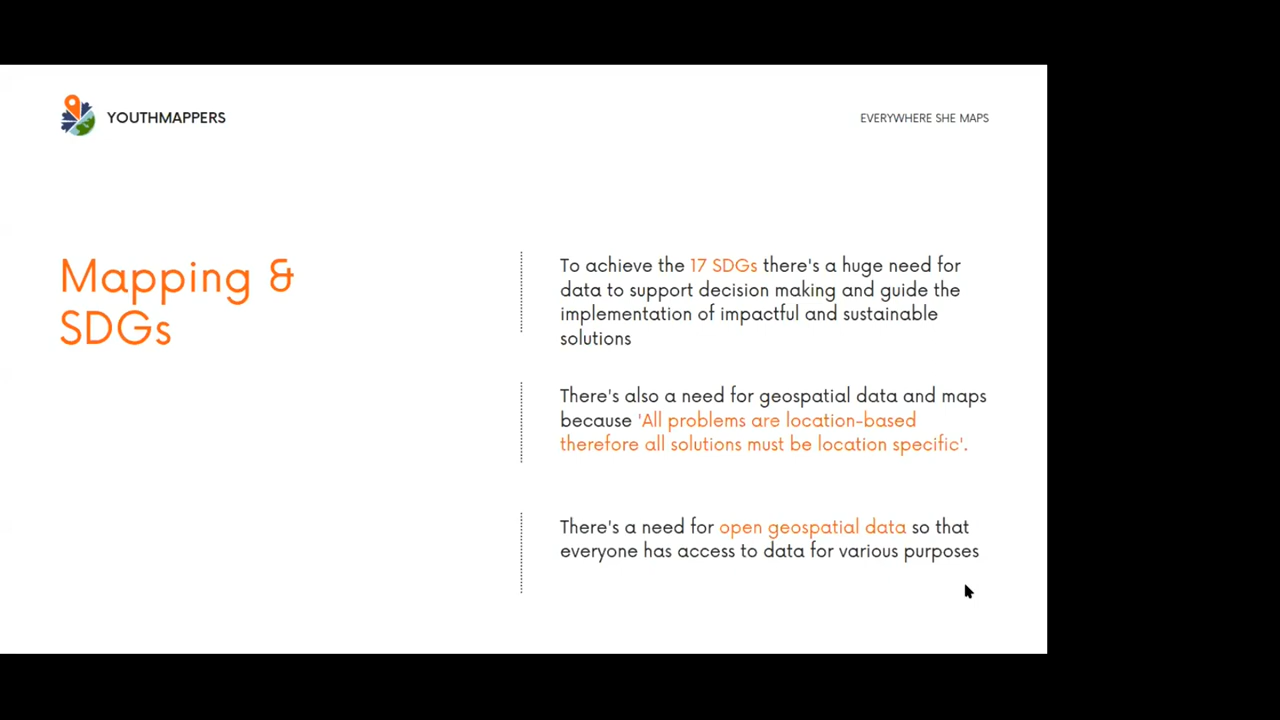 YOUTHMAPPERS
EVERYWHERE SHE MAPS
Mapping &
SDGs
To achieve the 17 SDGs there's a huge need for
data to support decision making and guide the
implementation of impactful and sustainable
solutions
There's also a need for geospatial data and maps
because 'All problems are location-based
therefore all solutions must be location specific'.
There's a need for open geospatial data so that
everyone has access to data for various purposes